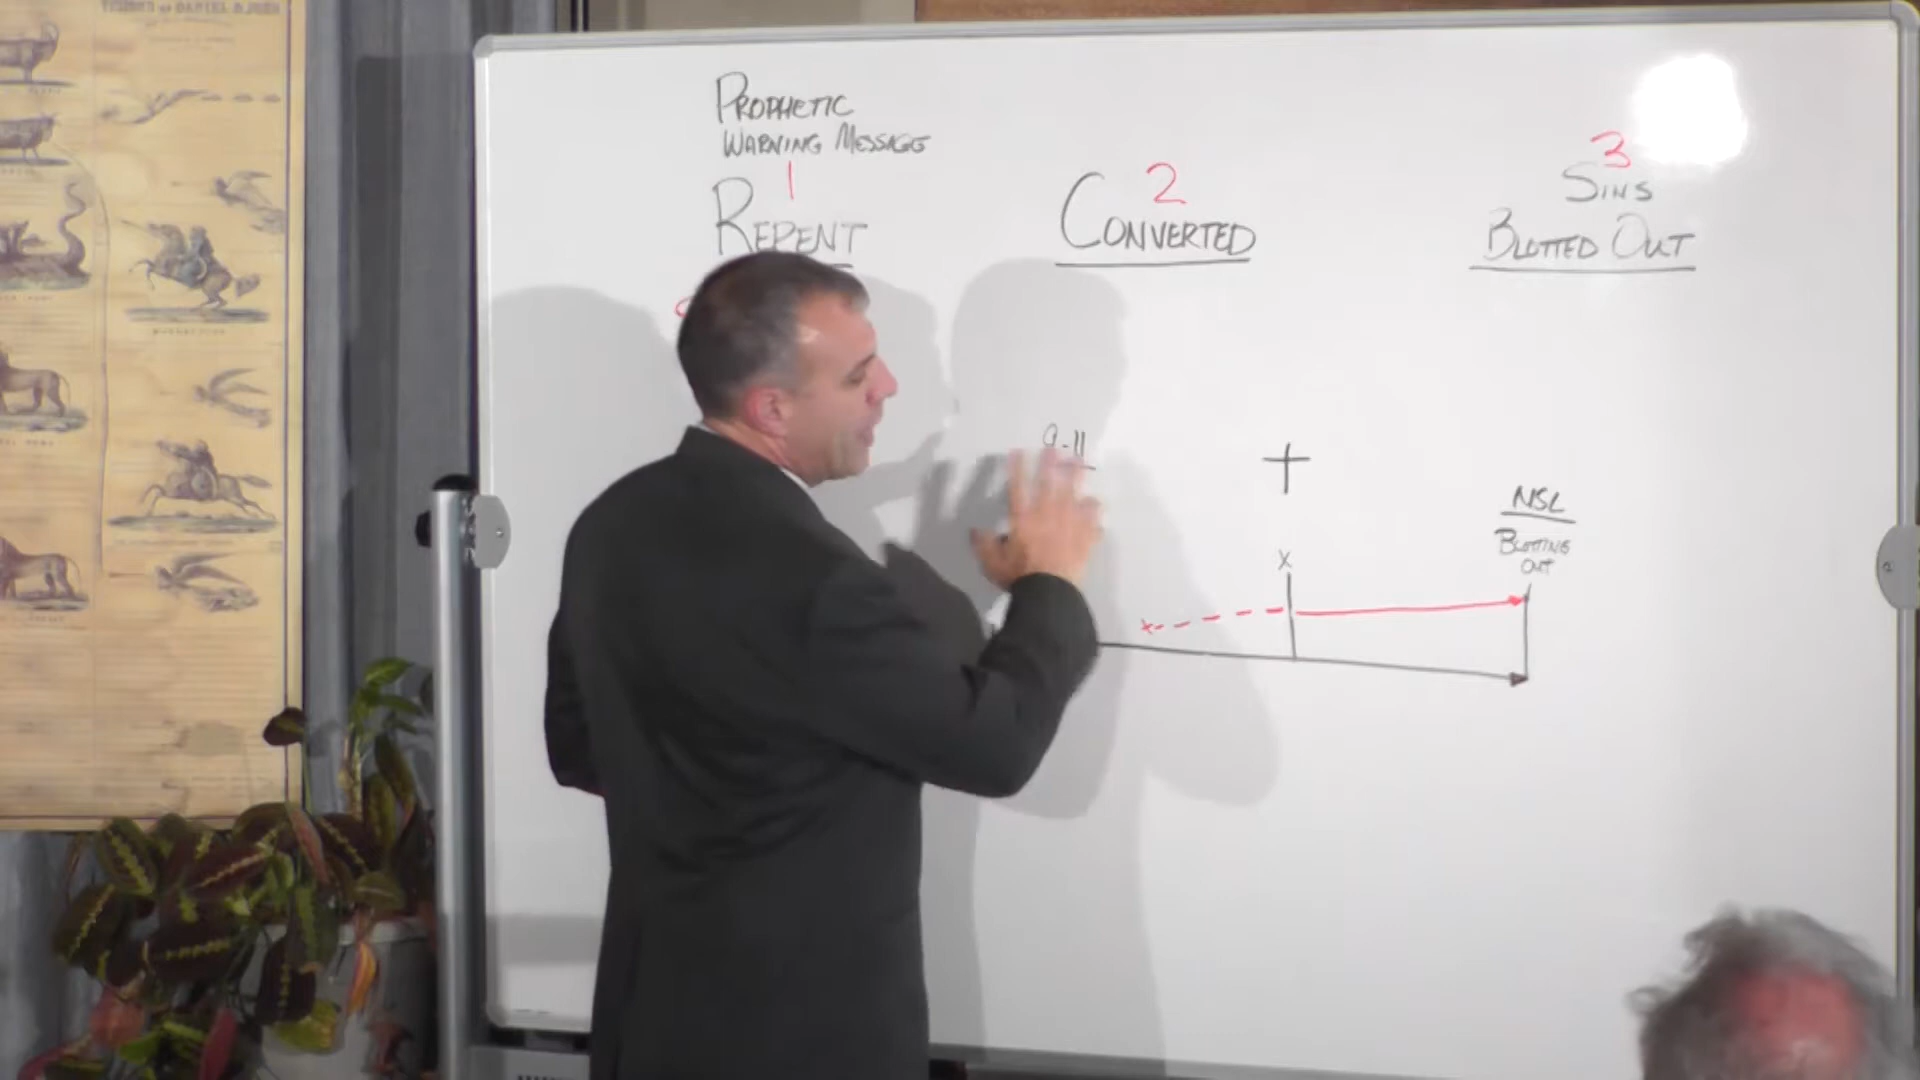 PROPHETIC
WARNING MESSAGE
1
REPENT
2
CONVERTED
3
SINS
BLOTTED OUT
9-11
X
NSL
BLOTTING
OUT